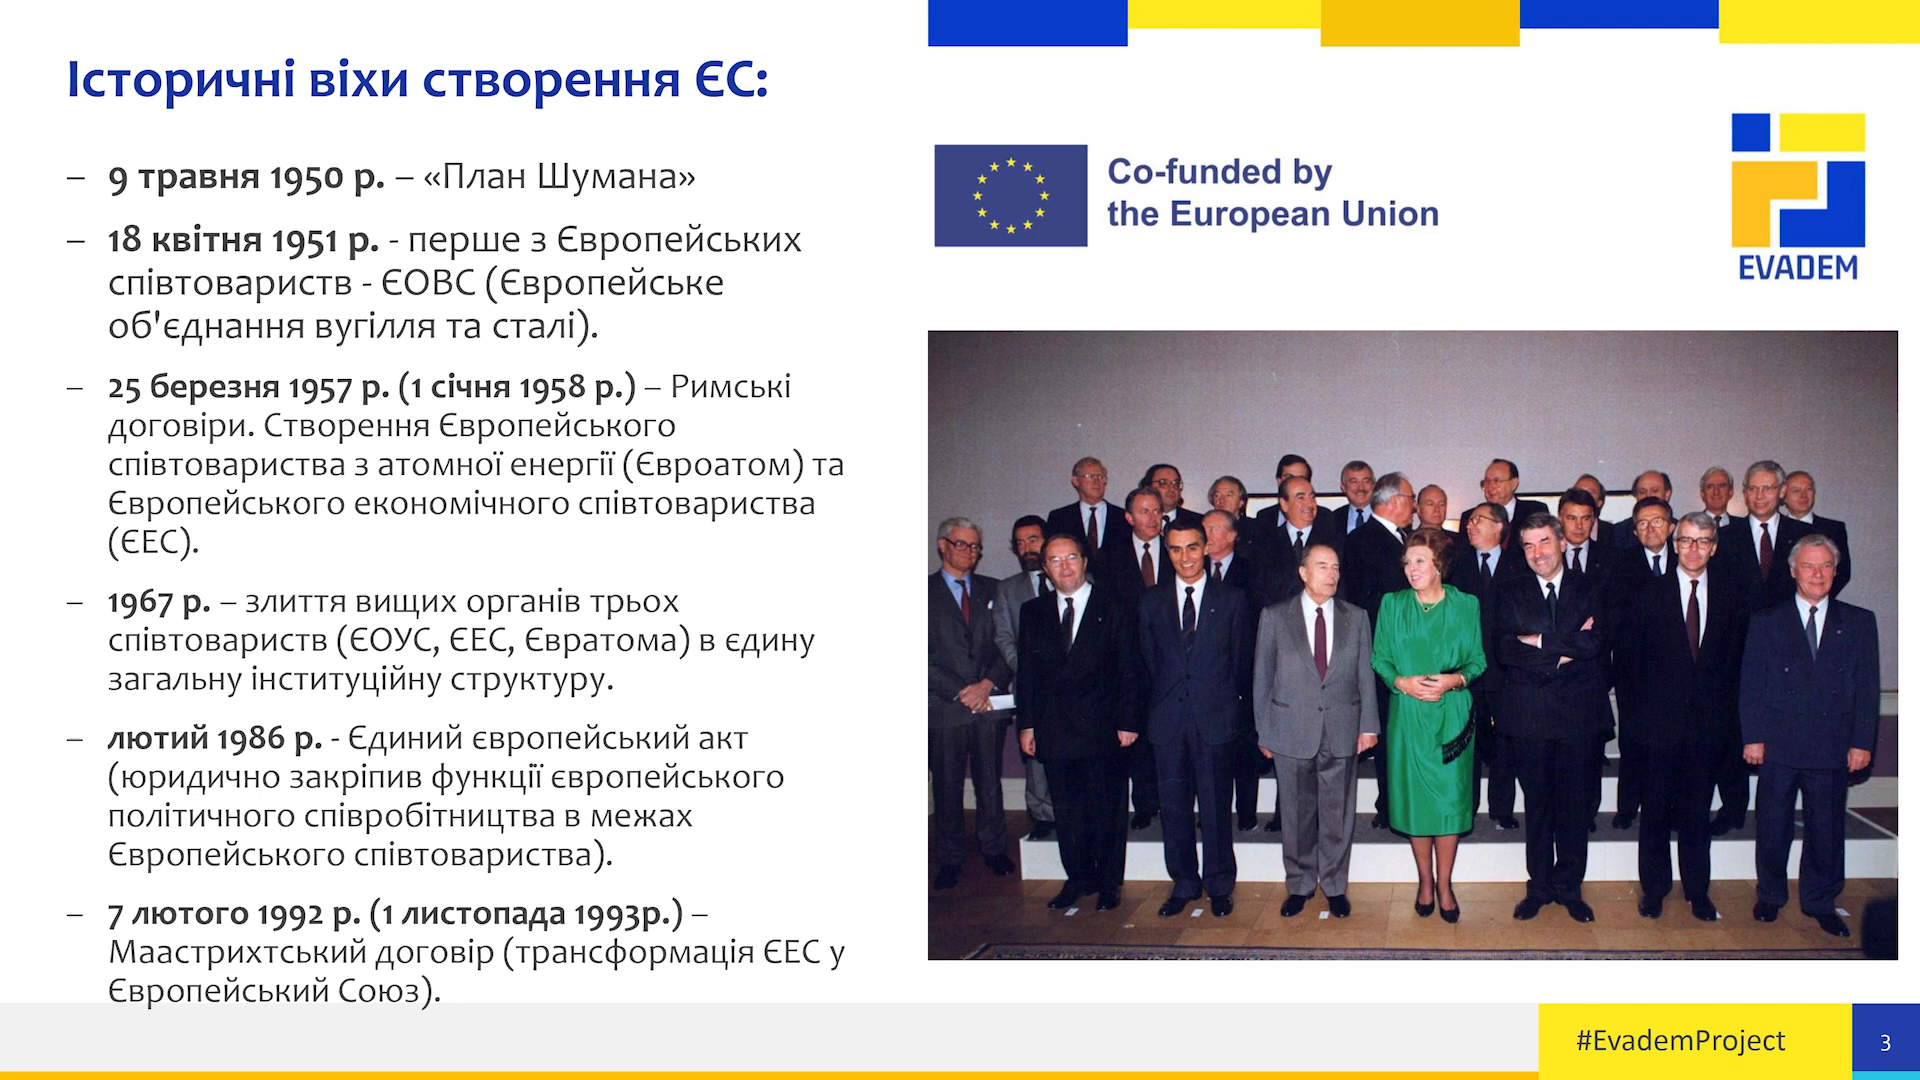 Історичні віхи створення ЄС:
– 9 травня 1950 р. – «План Шумана»
– 18 квітня 1951 р. - перше з Європейських
співтовариств - ЄОВС (Європейське
об'єднання вугілля та сталі).
– 25 березня 1957 р. (1 січня 1958 р.) – Римські
договіри. Створення Європейського
співтовариства з атомної енергії (Євроатом) та
Європейського економічного співтовариства
(ЄЕС).
– 1967 р. – злиття вищих органів трьох
співтовариств (ЄОУС, ЄЕС, Євратома) в єдину
загальну інституційну структуру.
– лютий 1986 р. - Єдиний європейський акт
(юридично закріпив функції європейського
політичного співробітництва в межах
Європейського співтовариства).
– 7 лютого 1992 р. (1 листопада 1993р.) –
Маастрихтський договір (трансформація ЄЕС у
Європейський Союз).
Co-funded by
the European Union
EVADEM
#EvademProject
3